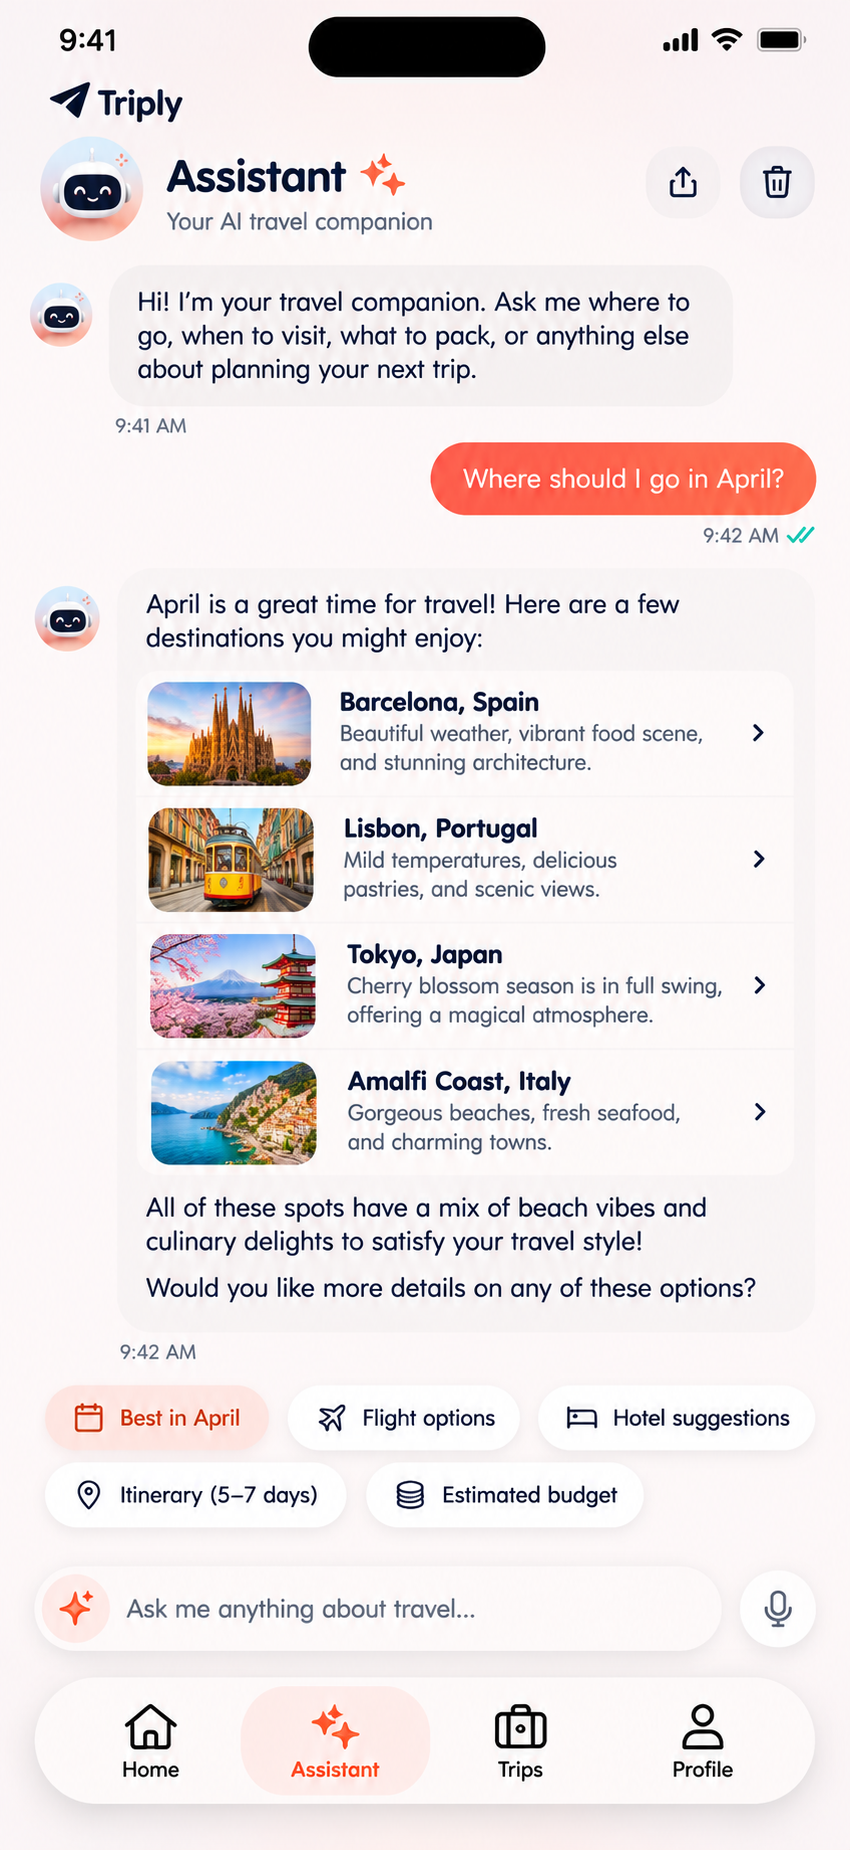 9:41
Triply
Assistant
Your AI travel companion
Hi! I’m your travel companion. Ask me where to
go, when to visit, what to pack, or anything else
about planning your next trip.
9:41 AM
Where should I go in April?
9:42 AM
April is a great time for travel! Here are a few
destinations you might enjoy:
Barcelona, Spain
Beautiful weather, vibrant food scene,
and stunning architecture.
Lisbon, Portugal
Mild temperatures, delicious
pastries, and scenic views.
Tokyo, Japan
Cherry blossom season is in full swing,
offering a magical atmosphere.
Amalfi Coast, Italy
Gorgeous beaches, fresh seafood,
and charming towns.
All of these spots have a mix of beach vibes and
culinary delights to satisfy your travel style!
Would you like more details on any of these options?
9:42 AM
Best in April
Flight options
Hotel suggestions
Itinerary (5–7 days)
Estimated budget
Ask me anything about travel...
Home
Assistant
Trips
Profile